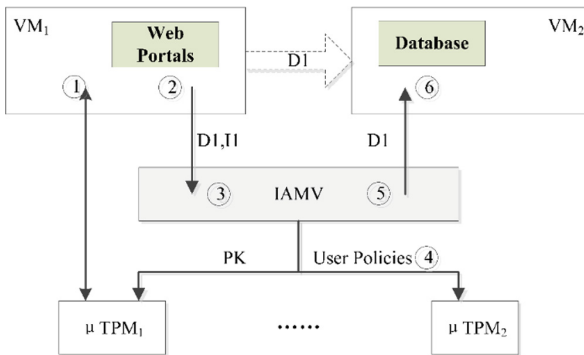 VM1
Web
Portals
VM2
Database
D1
1
2
6
D1,I1
D1
3
IAMV
5
PK
User Policies 4
μ TPM1
......
μ TPM2